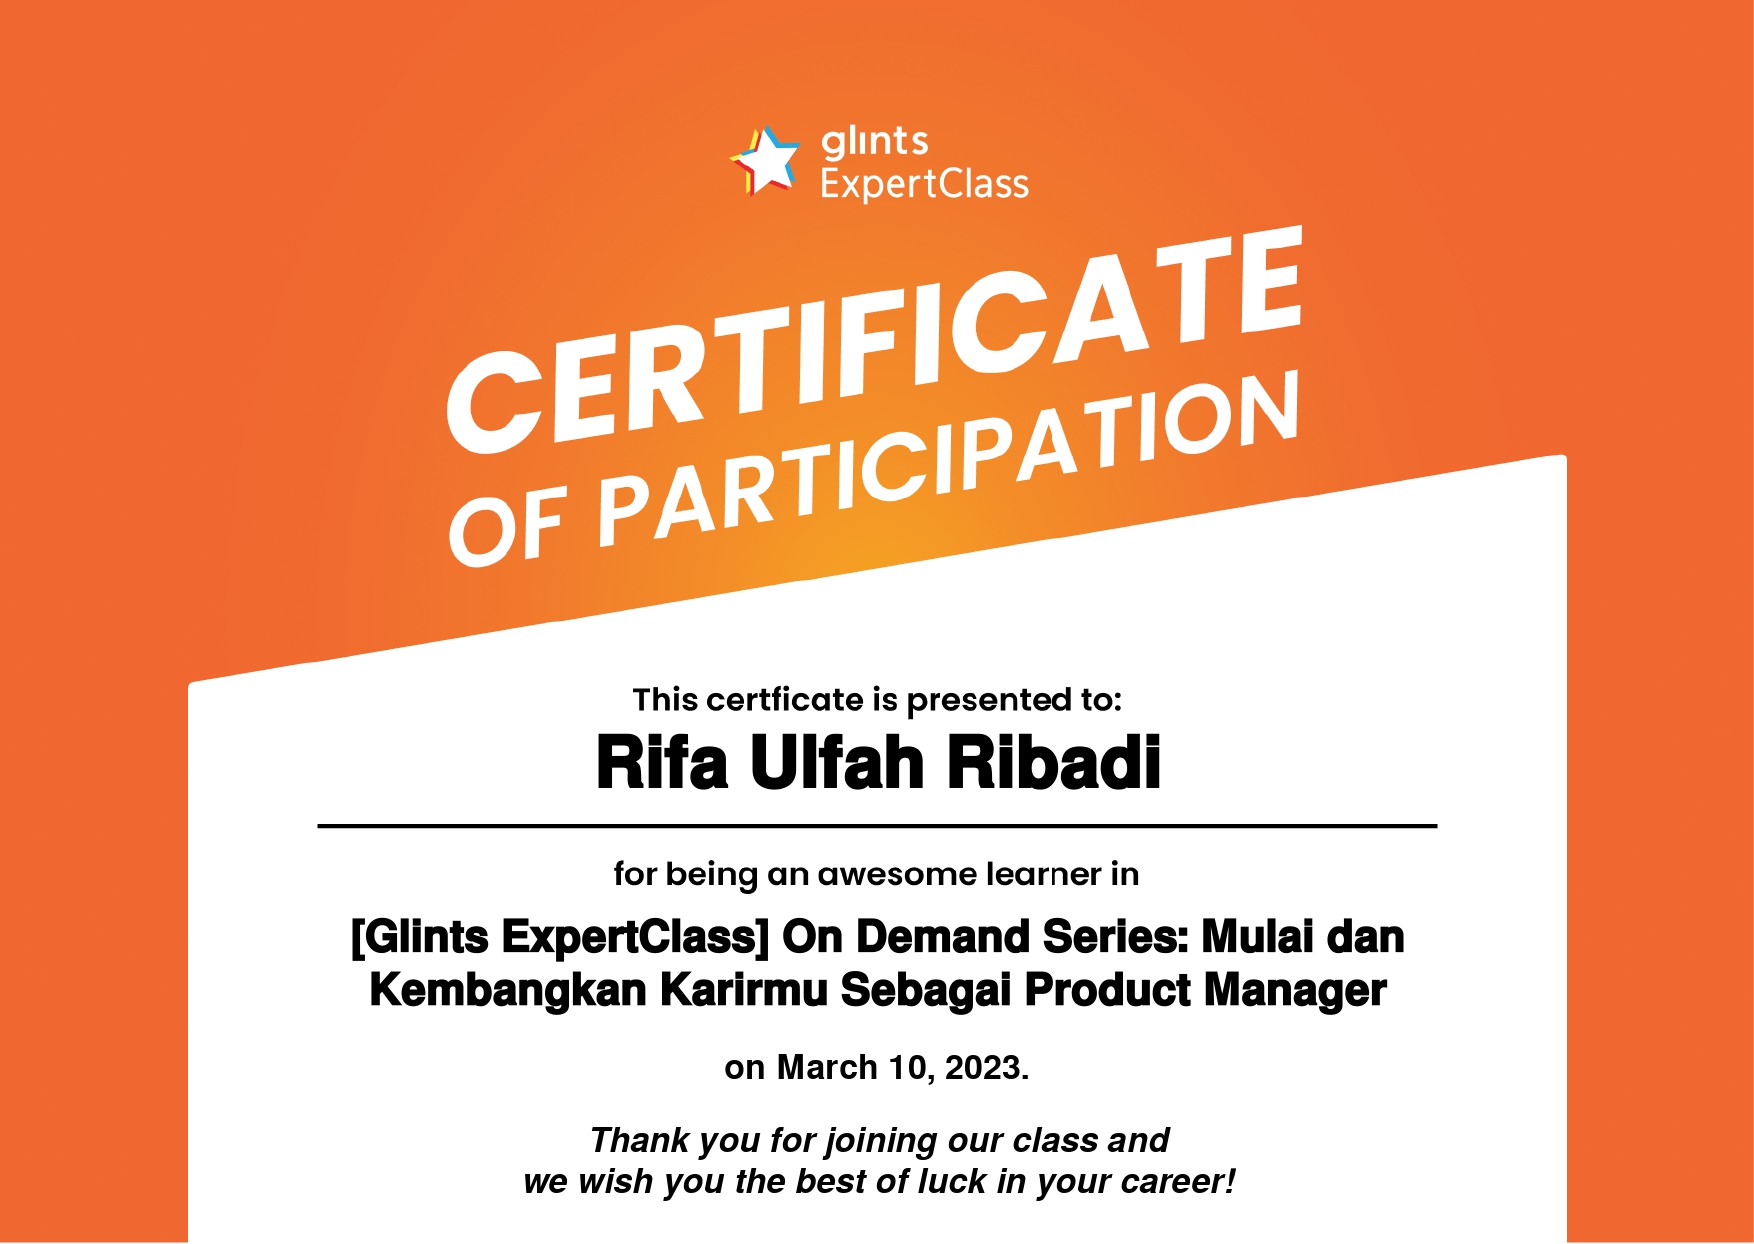 glints
ExpertClass
CERTIFICATE
OF PARTICIPATION
This certficate is presented to:
Rifa Ulfah Ribadi
for being an awesome learner in
[Glints ExpertClass] On Demand Series: Mulai dan
Kembangkan Karirmu Sebagai Product Manager
on March 10, 2023.
Thank you for joining our class and
we wish you the best of luck in your career!